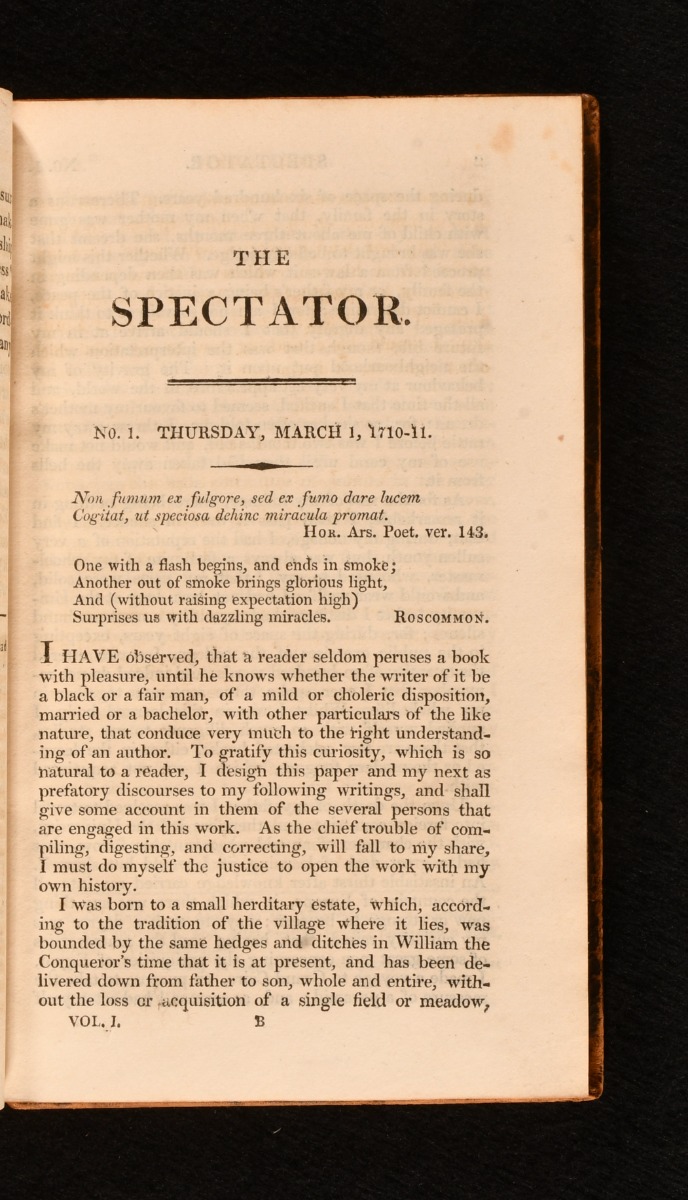 THE
SPECTATOR.
No. 1. THURSDAY, MARCH 1, 1710-11.
Non fumum ex fulgore, sed ex fumo dare lucem
Cogitat, ut speciosa dehinc miracula promat.
HOR. Ars. Poet. ver. 143.
One with a flash begins, and ends in smoke;
Another out of smoke brings glorious light,
And (without raising expectation high)
Surprises us with dazzling miracles. ROSCOMMON.
I HAVE observed, that a reader seldom peruses a book
with pleasure, until he knows whether the writer of it be
a black or a fair man, of a mild or choleric disposition,
married or a bachelor, with other particulars of the like
nature, that conduce very much to the right understand-
ing of an author. To gratify this curiosity, which is so
natural to a reader, I design this paper and my next as
prefatory discourses to my following writings, and shall
give some account in them of the several persons that
are engaged in this work. As the chief trouble of com-
piling, digesting, and correcting, will fall to my share,
I must do myself the justice to open the work with my
own history.
I was born to a small herditary estate, which, accord-
ing to the tradition of the village where it lies, was
bounded by the same hedges and ditches in William the
Conqueror's time that it is at present, and has been de-
livered down from father to son, whole and entire, with-
out the loss or acquisition of a single field or meadow,
VOL. I. B